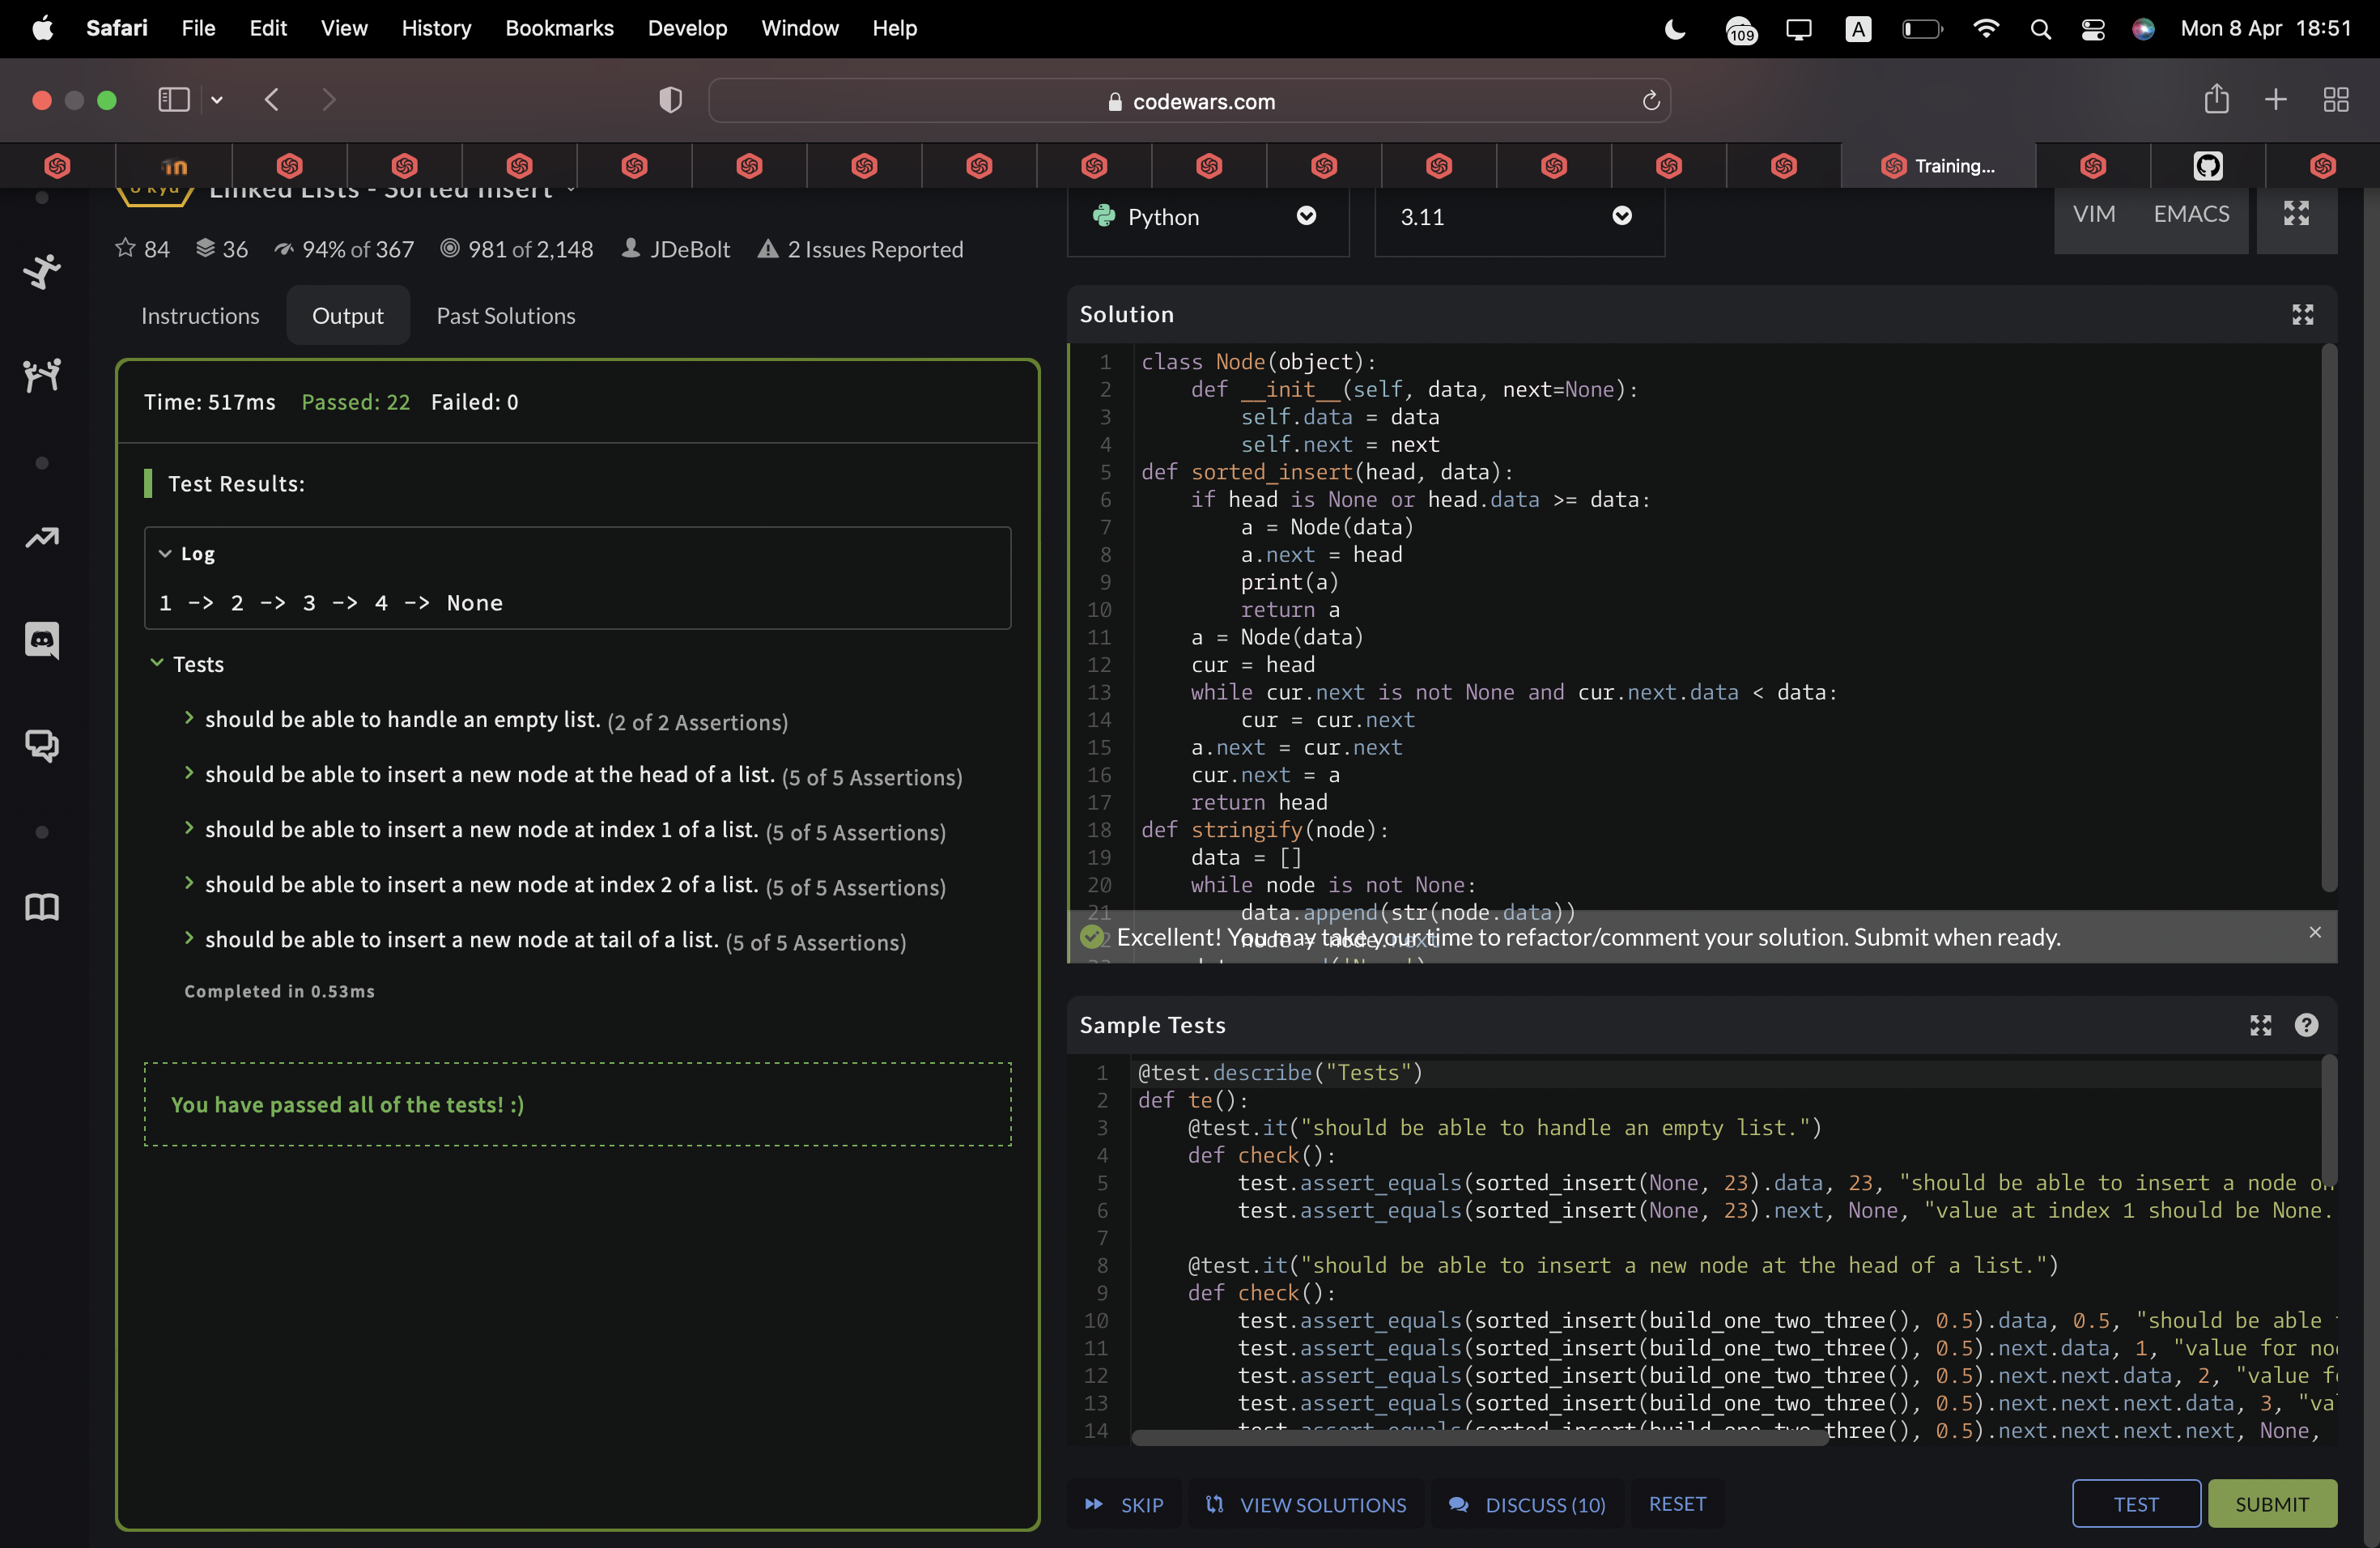 Safari File Edit View History Bookmarks Develop Window Help 109 A Mon 8 Apr 18:51
codewars.com
Training...
Linked Lists - Sorted Insert
84 36 94% of 367 981 of 2,148 JDeBolt 2 Issues Reported
Instructions Output Past Solutions
Time: 517ms Passed: 22 Failed: 0
Test Results:
Log
1 -> 2 -> 3 -> 4 -> None
Tests
should be able to handle an empty list. (2 of 2 Assertions)
should be able to insert a new node at the head of a list. (5 of 5 Assertions)
should be able to insert a new node at index 1 of a list. (5 of 5 Assertions)
should be able to insert a new node at index 2 of a list. (5 of 5 Assertions)
should be able to insert a new node at tail of a list. (5 of 5 Assertions)
Completed in 0.53ms
You have passed all of the tests! :)
Python 3.11 VIM EMACS
Solution
1 class Node(object):
2     def __init__(self, data, next=None):
3         self.data = data
4         self.next = next
5 def sorted_insert(head, data):
6     if head is None or head.data >= data:
7         a = Node(data)
8         a.next = head
9         print(a)
10         return a
11     a = Node(data)
12     cur = head
13     while cur.next is not None and cur.next.data < data:
14         cur = cur.next
15     a.next = cur.next
16     cur.next = a
17     return head
18 def stringify(node):
19     data = []
20     while node is not None:
21         data.append(str(node.data))
Excellent! You may take your time to refactor/comment your solution. Submit when ready.
Sample Tests
1 @test.describe("Tests")
2 def te():
3     @test.it("should be able to handle an empty list.")
4     def check():
5         test.assert_equals(sorted_insert(None, 23).data, 23, "should be able to insert a node on
6         test.assert_equals(sorted_insert(None, 23).next, None, "value at index 1 should be None.
7
8     @test.it("should be able to insert a new node at the head of a list.")
9     def check():
10         test.assert_equals(sorted_insert(build_one_two_three(), 0.5).data, 0.5, "should be able
11         test.assert_equals(sorted_insert(build_one_two_three(), 0.5).next.data, 1, "value for no
12         test.assert_equals(sorted_insert(build_one_two_three(), 0.5).next.next.data, 2, "value f
13         test.assert_equals(sorted_insert(build_one_two_three(), 0.5).next.next.next.data, 3, "va
14         test.assert_equals(sorted_insert(build_one_two_three(), 0.5).next.next.next.next, None,
SKIP VIEW SOLUTIONS DISCUSS (10) RESET TEST SUBMIT